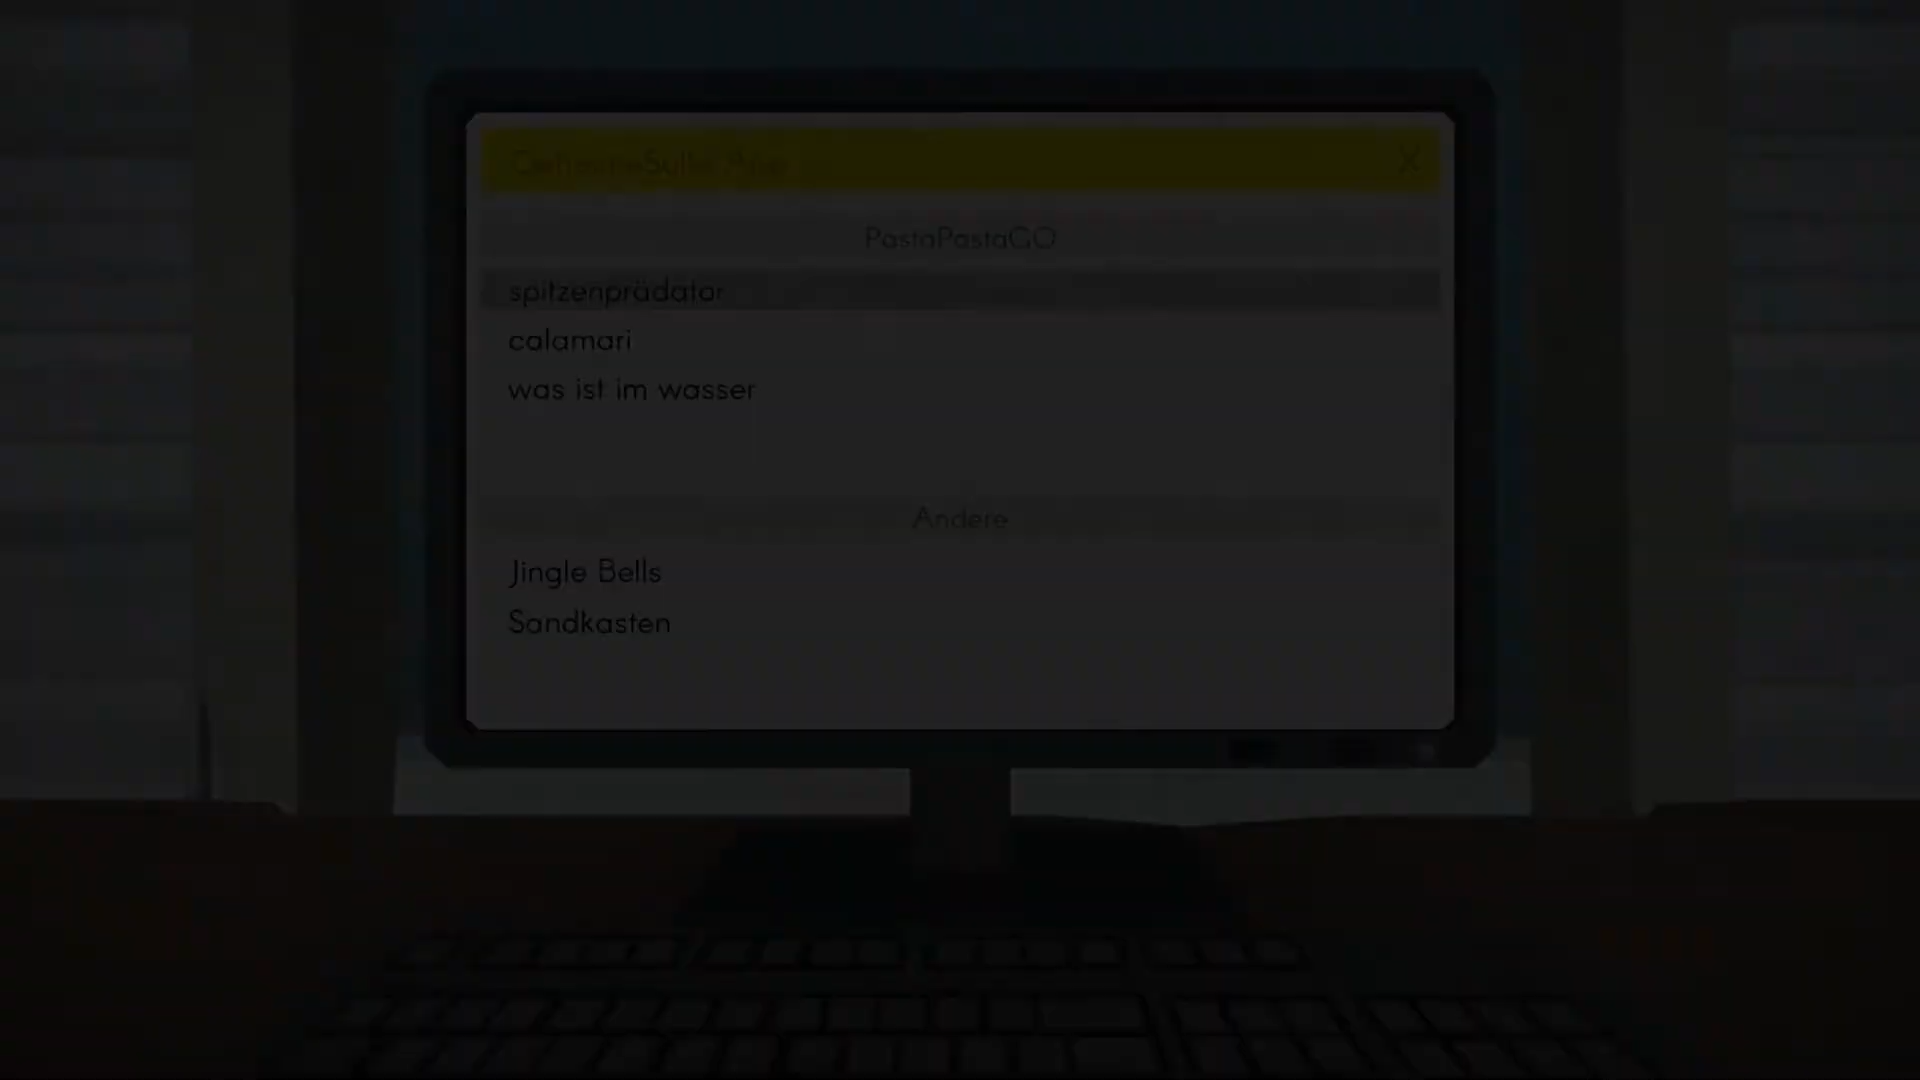 X
PastaPastaGO
spitzenprädator
calamari
was ist im wasser
Andere
Jingle Bells
Sandkasten